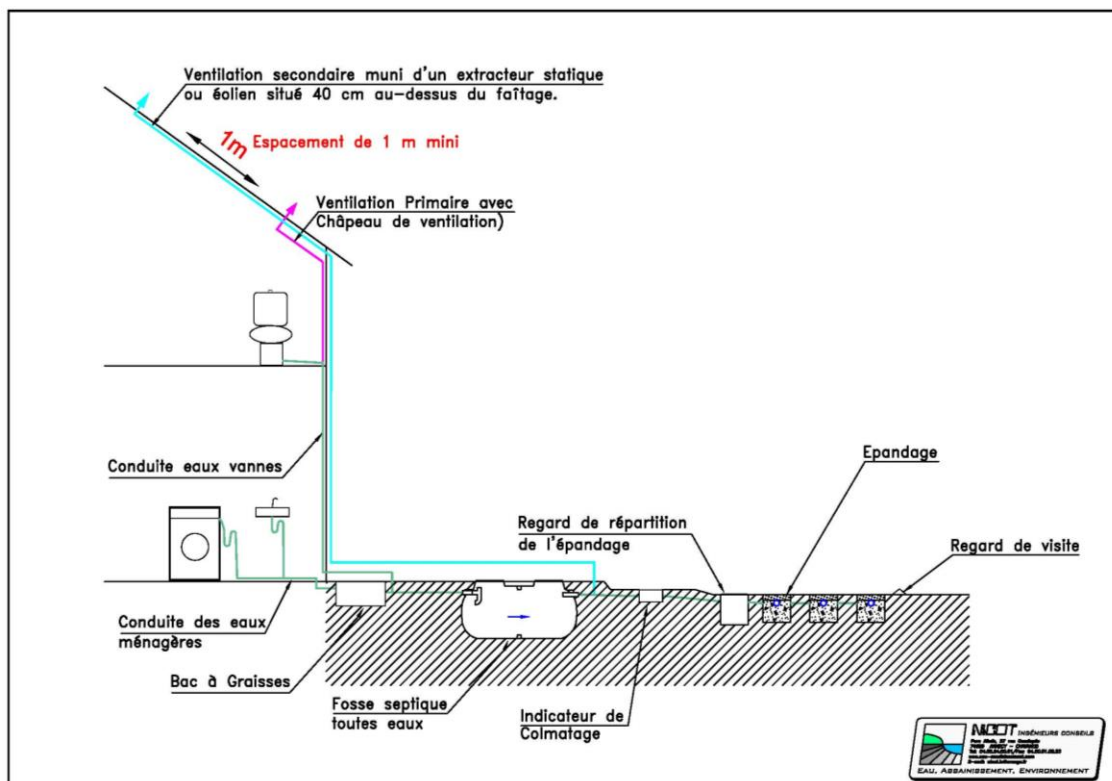 Ventilation secondaire muni d'un extracteur statique
ou éolien situé 40 cm au-dessus du faîtage.
1m Espacement de 1 m mini
Ventilation Primaire avec
Châpeau de ventilation)
Conduite eaux vannes
Epandage
Regard de répartition
de l'épandage
Regard de visite
Conduite des eaux
ménagères
Bac à Graisses
Fosse septique
toutes eaux
Indicateur de
Colmatage
NICOT INGÉNIEURS CONSEILS
EAU, ASSAINISSEMENT, ENVIRONNEMENT